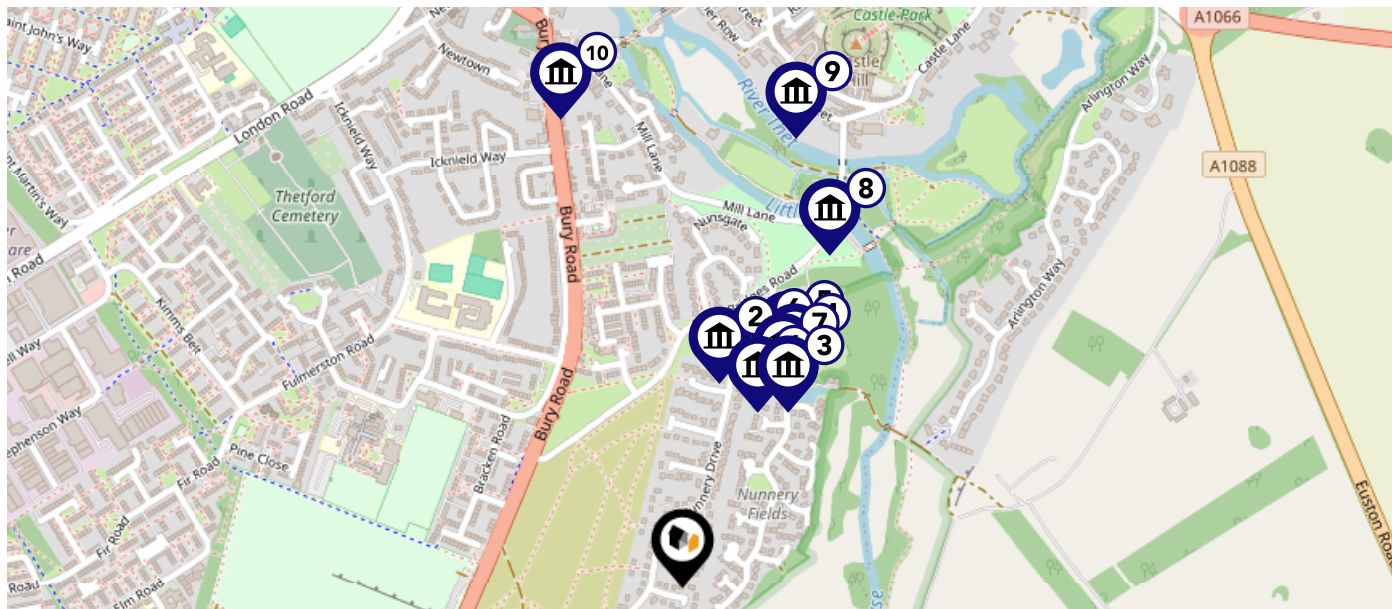 Saint John's Way
Newtown
London Road
Icknield Way
Icknield Way
Mill Lane
River Thet
Castle-Park
Castle Hill
Castle Lane
Arlington Way
A1066
A1088
Thetford
Cemetery
Bury Road
Mill Lane
Nunsgate
10
9
8
Kimms Belt
Fulmerston Road
Arlington Way
2
6
5
4
7
3
Bury Road
Pine Close
Fir Road
Bracken Road
Nunnery Drive
Nunnery
Fields
Fir Road
Elm Road
Euston Road